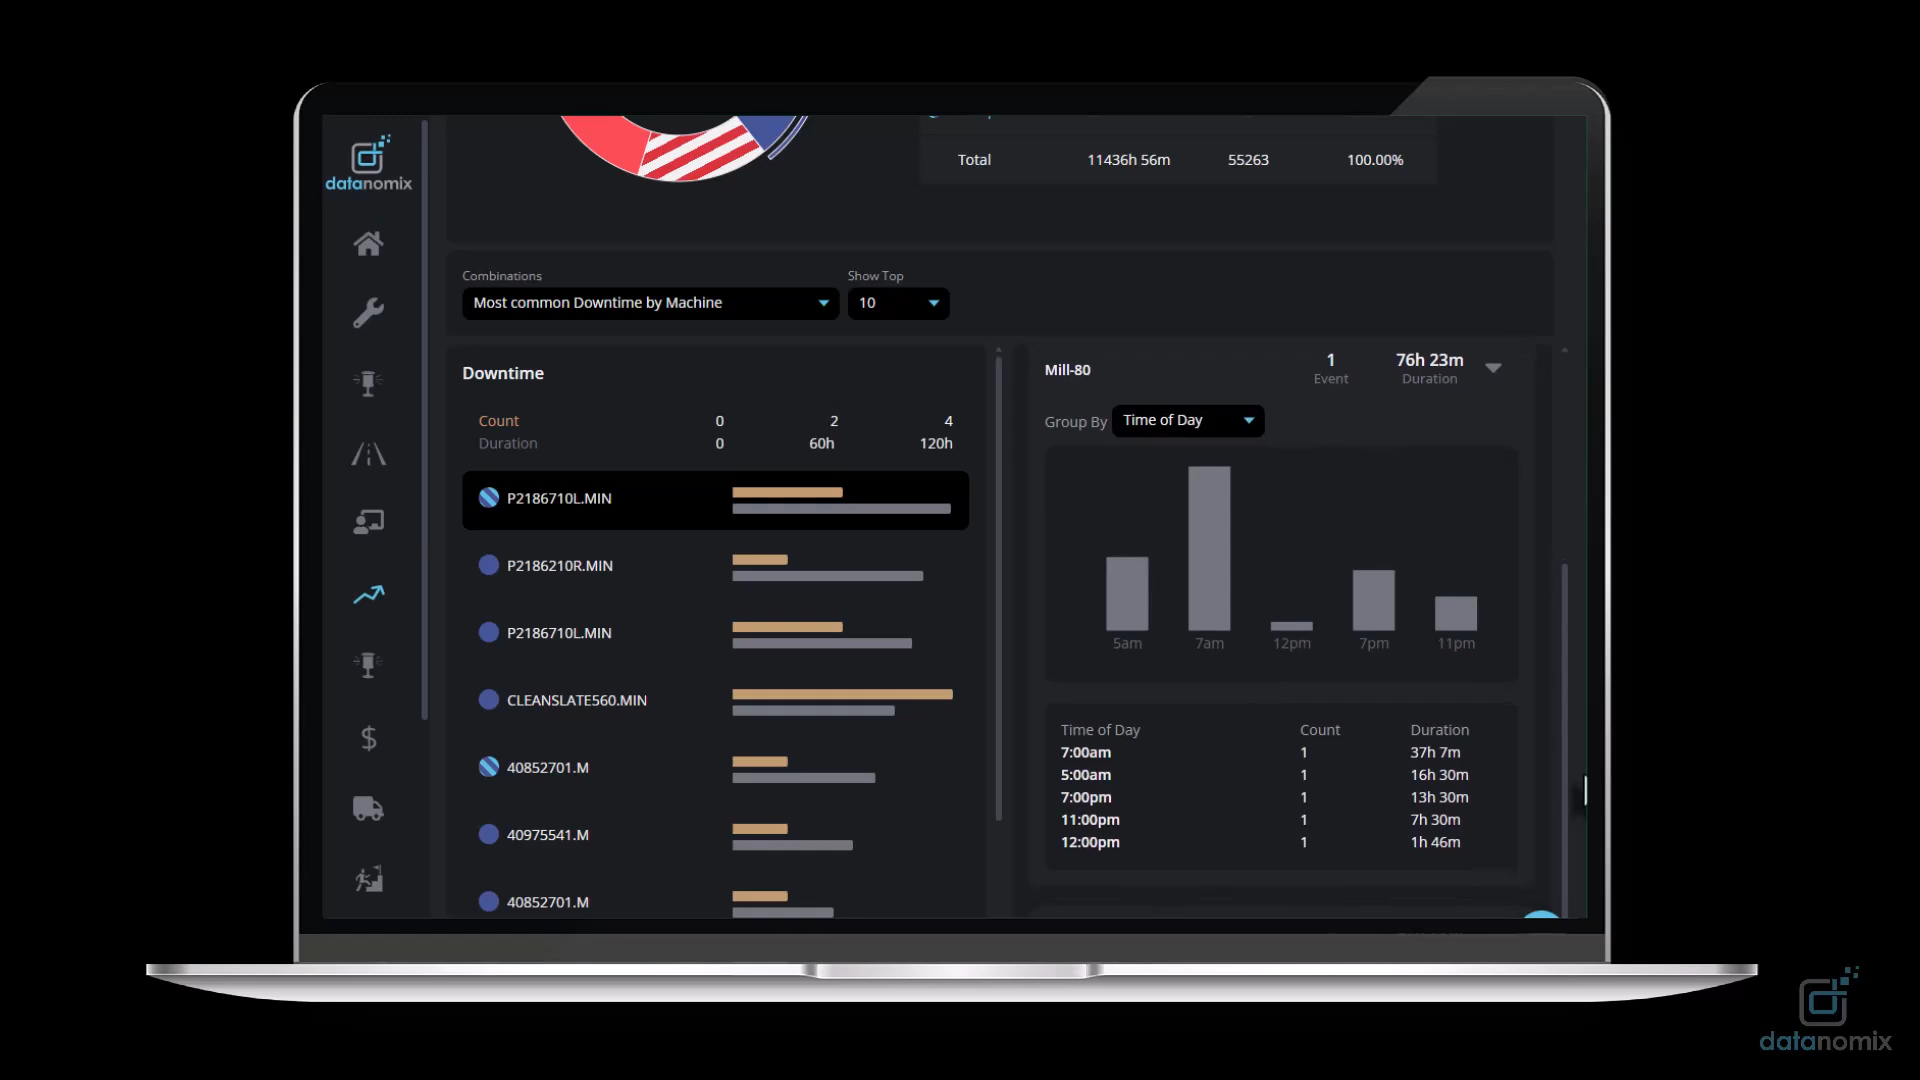 datanomix
Total 11436h 56m 55263 100.00%
Combinations Show Top
Most common Downtime by Machine 10
Downtime
Count 0 2 4
Duration 0 60h 120h
P2186710L.MIN
P2186210R.MIN
P2186710L.MIN
CLEANSLATE560.MIN
40852701.M
40975541.M
40852701.M
Mill-80 1 76h 23m
Event Duration
Group By Time of Day
5am 7am 12pm 7pm 11pm
Time of Day Count Duration
7:00am 1 37h 7m
5:00am 1 16h 30m
7:00pm 1 13h 30m
11:00pm 1 7h 30m
12:00pm 1 1h 46m
datanomix